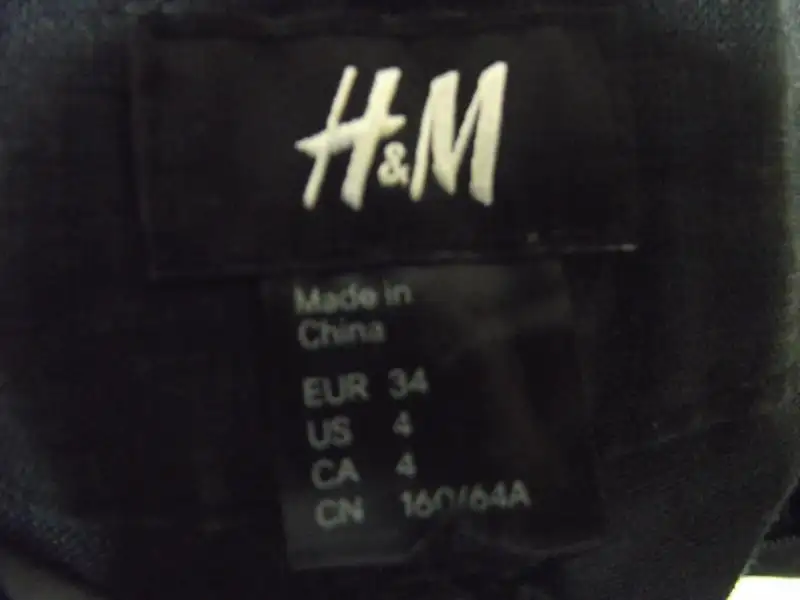 H&M
Made in
China
EUR 34
US 4
CA 4
CN 160/64A